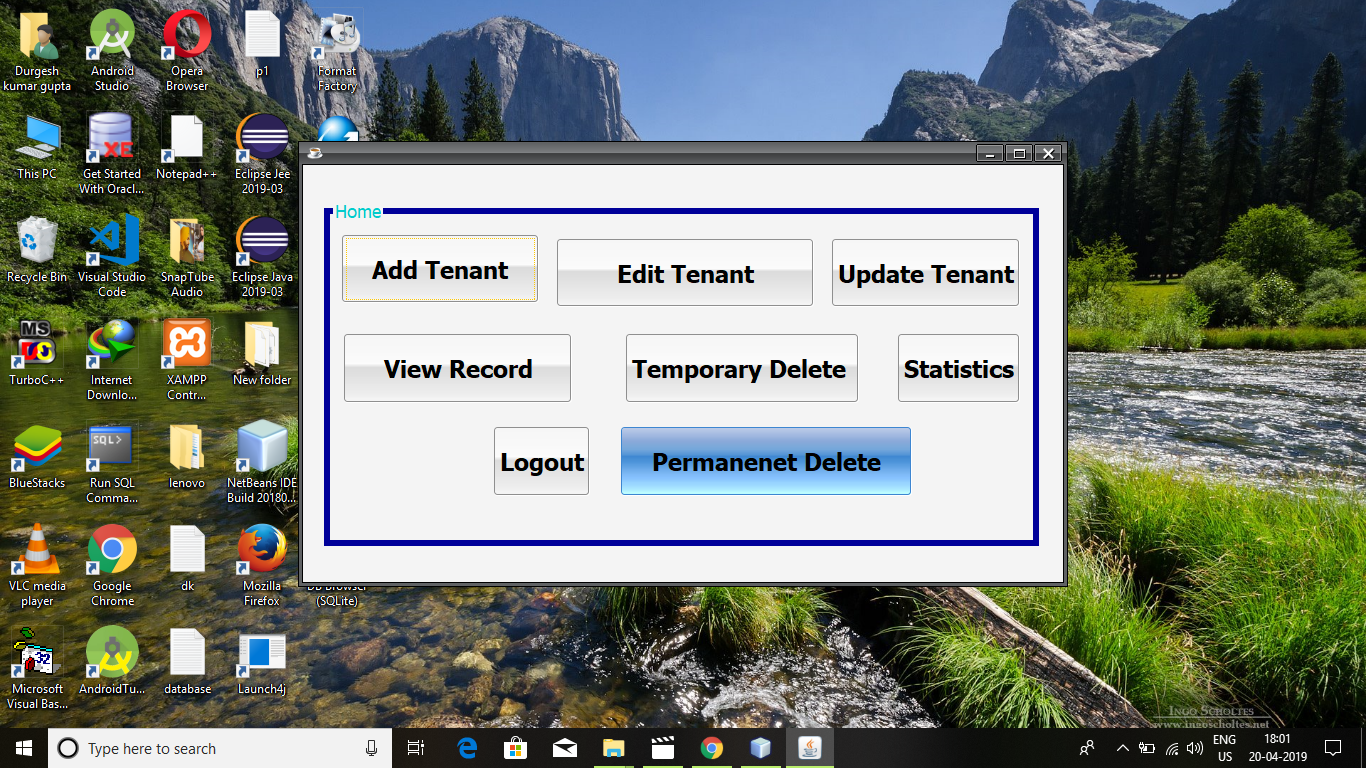 Durgesh
kumar gupta
Android
Studio
Opera
Browser
p1
Format
Factory
This PC
XE
Get Started
With Oracl...
Notepad++
Eclipse Jee
2019-03
Recycle Bin
Visual Studio
Code
SnapTube
Audio
Eclipse Java
2019-03
MS
TurboC++
Internet
Downlo...
XAMPP
Contr...
New folder
BlueStacks
SQL>
Run SQL
Comma...
lenovo
NetBeans IDE
Build 20180...
VLC media
player
Google
Chrome
dk
Mozilla
Firefox
DB Browser
(SQLite)
32
Microsoft
Visual Bas...
AndroidTu...
database
Launch4j
Home
Add Tenant
Edit Tenant
Update Tenant
View Record
Temporary Delete
Statistics
Logout
Permanenet Delete
Ingo Scholtes
www.ingoscholtes.net
Type here to search
ENG
US
18:01
20-04-2019